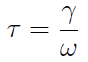 τ = γ/ω